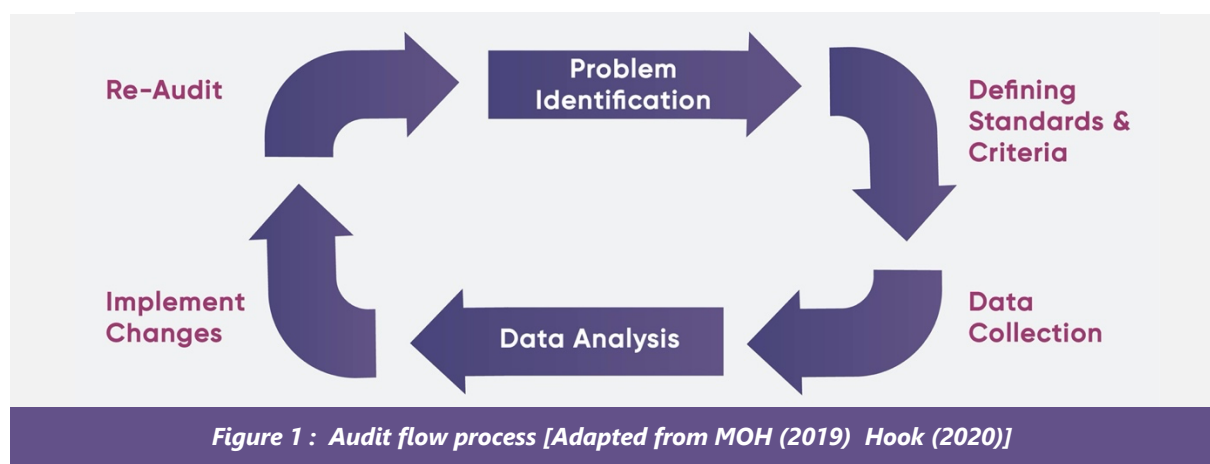 Problem
Identification
Re-Audit
Defining
Standards &
Criteria
Implement
Changes
Data Analysis
Data
Collection
Figure 1 : Audit flow process [Adapted from MOH (2019) Hook (2020)]